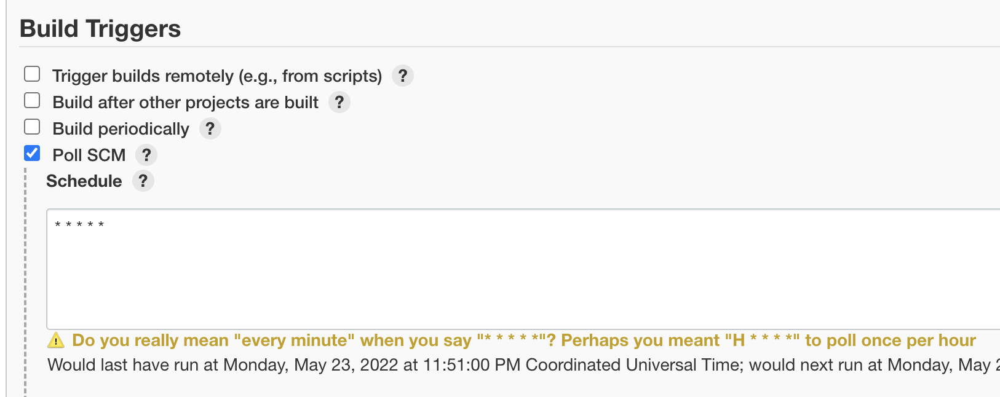 Build Triggers
Trigger builds remotely (e.g., from scripts) ?
Build after other projects are built ?
Build periodically ?
Poll SCM ?
Schedule ?
* * * * *
Do you really mean "every minute" when you say "* * * * *"? Perhaps you meant "H * * * *" to poll once per hour
Would last have run at Monday, May 23, 2022 at 11:51:00 PM Coordinated Universal Time; would next run at Monday, May